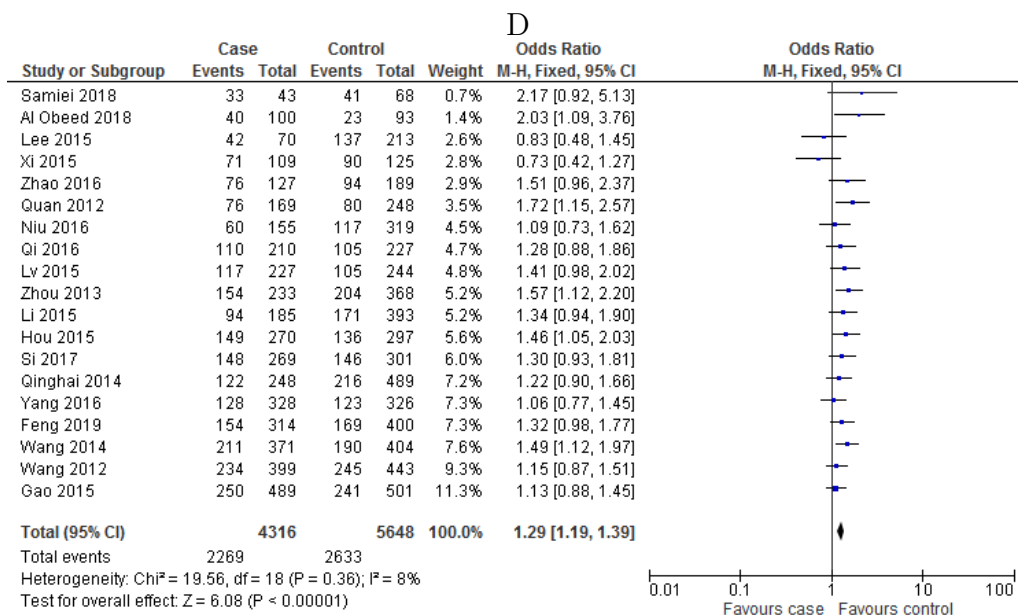 D
Case Control Odds Ratio Odds Ratio
Study or Subgroup Events Total Events Total Weight M-H, Fixed, 95% CI M-H, Fixed, 95% CI
Samiei 2018 33 43 41 68 0.7% 2.17 [0.92, 5.13]
Al Obeed 2018 40 100 23 93 1.4% 2.03 [1.09, 3.76]
Lee 2015 42 70 137 213 2.6% 0.83 [0.48, 1.45]
Xi 2015 71 109 90 125 2.8% 0.73 [0.42, 1.27]
Zhao 2016 76 127 94 189 2.9% 1.51 [0.96, 2.37]
Quan 2012 76 169 80 248 3.5% 1.72 [1.15, 2.57]
Niu 2016 60 155 117 319 4.5% 1.09 [0.73, 1.62]
Qi 2016 110 210 105 227 4.6% 1.28 [0.88, 1.86]
Lv 2015 117 227 105 244 4.8% 1.41 [0.98, 2.02]
Zhou 2013 154 233 204 368 5.2% 1.57 [1.12, 2.20]
Li 2015 94 185 171 393 5.2% 1.34 [0.94, 1.90]
Hou 2015 149 270 136 297 5.6% 1.46 [1.05, 2.03]
Si 2017 148 269 146 301 6.0% 1.30 [0.93, 1.81]
Qinghai 2014 122 248 216 489 7.2% 1.22 [0.90, 1.66]
Yang 2016 128 328 123 326 7.3% 1.06 [0.77, 1.45]
Feng 2019 154 314 169 400 7.5% 1.32 [0.98, 1.77]
Wang 2014 211 371 190 404 7.6% 1.49 [1.12, 1.97]
Wang 2012 234 399 245 443 9.3% 1.15 [0.87, 1.51]
Gao 2015 250 489 241 501 11.3% 1.13 [0.88, 1.45]
Total (95% CI) 4316 5648 100.0% 1.29 [1.19, 1.39]
Total events 2269 2633
Heterogeneity: Chi² = 19.56, df = 18 (P = 0.36); I² = 8%
Test for overall effect: Z = 6.08 (P < 0.00001)
0.01 0.1 1 10 100
Favours case Favours control